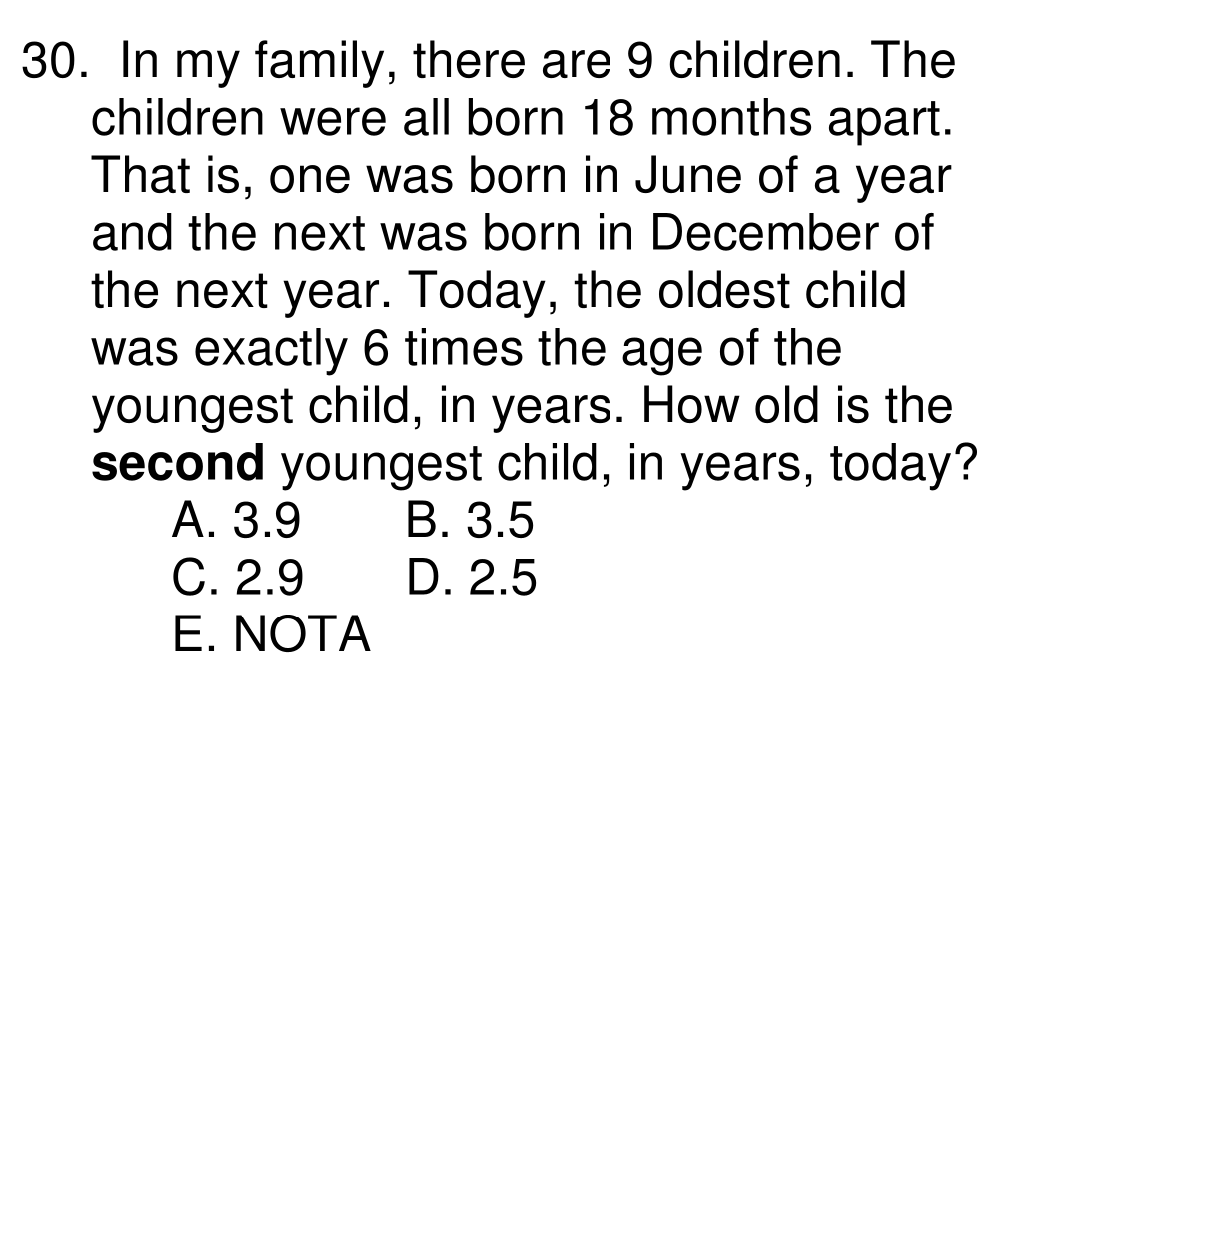 30. In my family, there are 9 children. The
children were all born 18 months apart.
That is, one was born in June of a year
and the next was born in December of
the next year. Today, the oldest child
was exactly 6 times the age of the
youngest child, in years. How old is the
second youngest child, in years, today?
A. 3.9 B. 3.5
C. 2.9 D. 2.5
E. NOTA